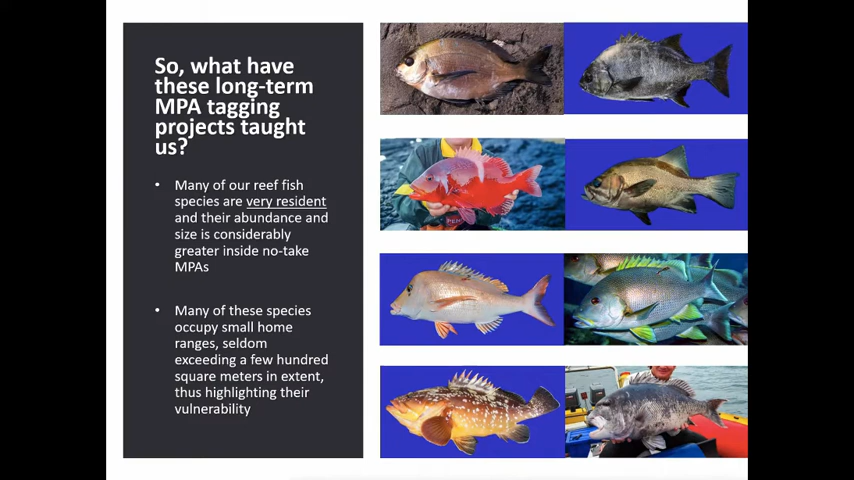 So, what have
these long-term
MPA tagging
projects taught
us?
• Many of our reef fish
species are very resident
and their abundance and
size is considerably
greater inside no-take
MPAs
• Many of these species
occupy small home
ranges, seldom
exceeding a few hundred
square meters in extent,
thus highlighting their
vulnerability